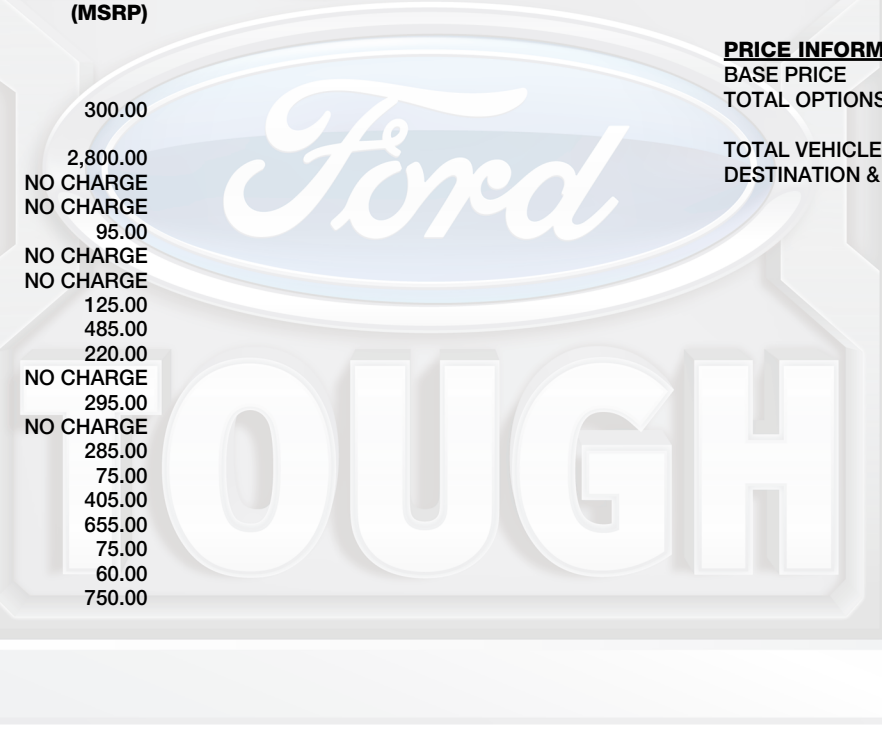 (MSRP)
300.00
2,800.00
NO CHARGE
NO CHARGE
95.00
NO CHARGE
NO CHARGE
125.00
485.00
220.00
NO CHARGE
295.00
NO CHARGE
285.00
75.00
405.00
655.00
75.00
60.00
750.00
PRICE INFORM
BASE PRICE
TOTAL OPTIONS
TOTAL VEHICLE
DESTINATION &
Ford
TOUGH